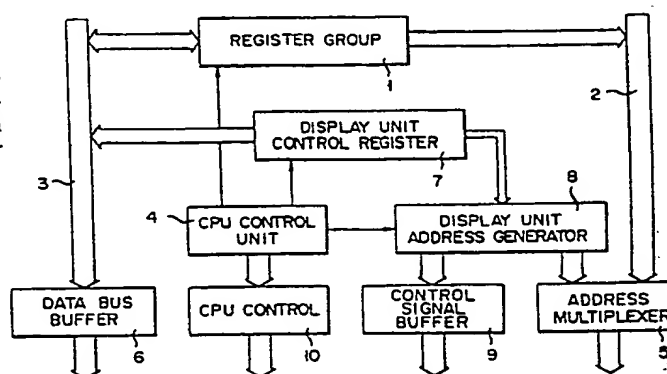 REGISTER GROUP
1
2
DISPLAY UNIT
CONTROL REGISTER
7
3
8
4
CPU CONTROL
UNIT
DISPLAY UNIT
ADDRESS GENERATOR
DATA BUS
BUFFER
6
CPU CONTROL
10
CONTROL
SIGNAL
BUFFER
9
ADDRESS
MULTIPLEXER
5